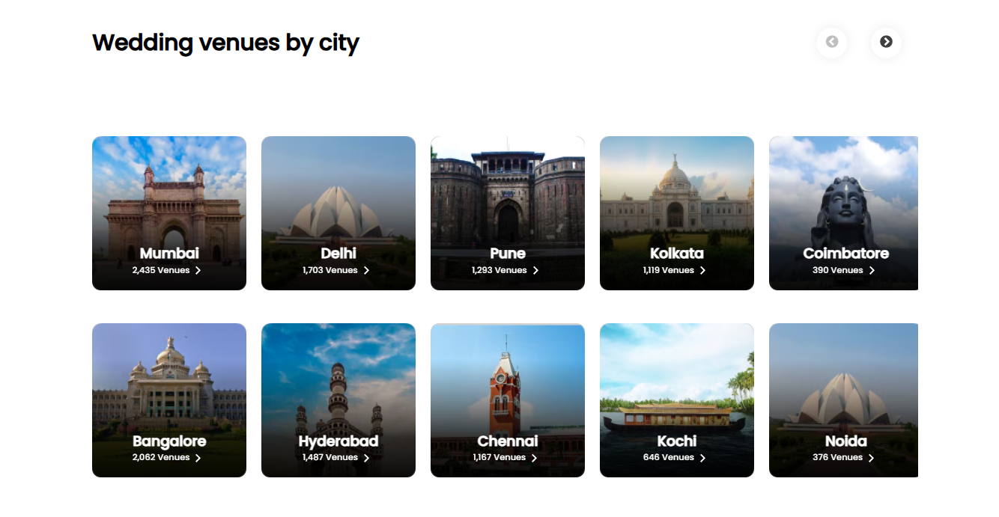 Wedding venues by city
Mumbai
2,435 Venues
Delhi
1,703 Venues
Pune
1,293 Venues
Kolkata
1,119 Venues
Coimbatore
390 Venues
Bangalore
2,062 Venues
Hyderabad
1,487 Venues
Chennai
1,167 Venues
Kochi
646 Venues
Noida
376 Venues